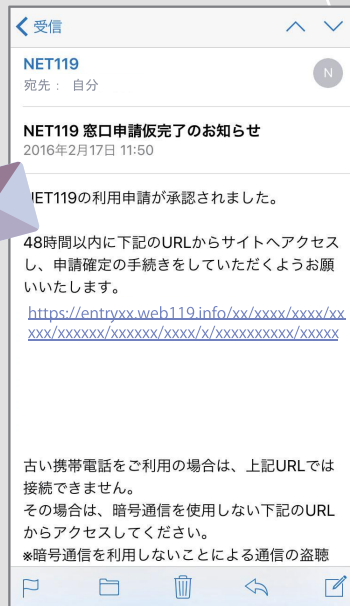 受信
NET119
宛先： 自分
N
NET119 窓口申請仮完了のお知らせ
2016年2月17日 11:50
NET119の利用申請が承認されました。
48時間以内に下記のURLからサイトへアクセス
し、申請確定の手続きをしていただくようお願
いいたします。
https://entryxx.web119.info/xx/xxxx/xxxx/xx
xxx/xxxxxx/xxxxxx/xxxx/x/xxxxxxxxxx/xxxxx
古い携帯電話をご利用の場合は、上記URLでは
接続できません。
その場合は、暗号通信を使用しない下記のURL
からアクセスしてください。
※暗号通信を利用しないことによる通信の盗聴